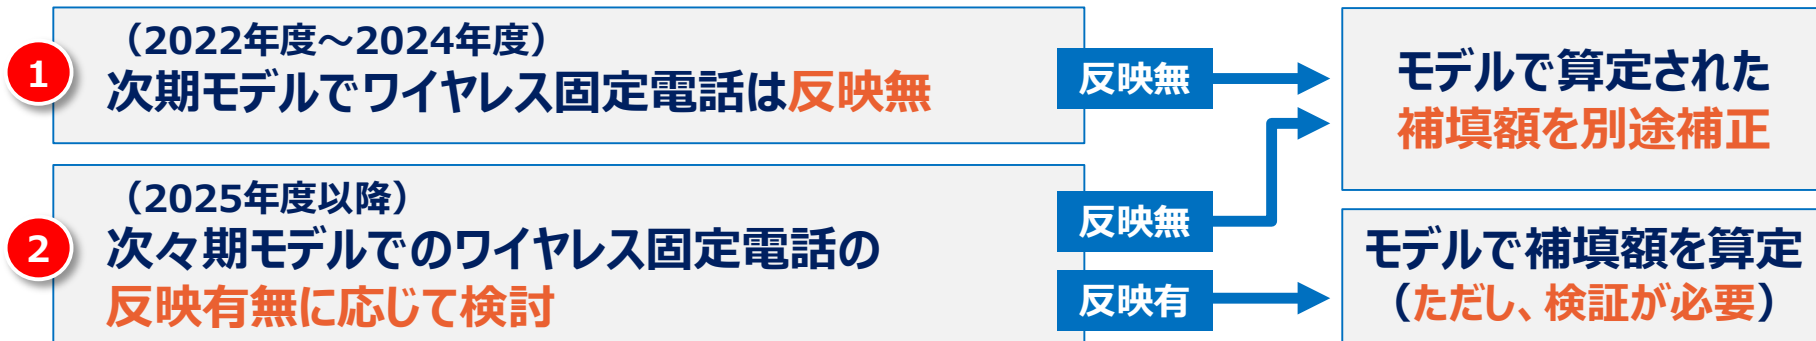 1
（2022年度～2024年度）
次期モデルでワイヤレス固定電話は反映無
反映無
モデルで算定された
補填額を別途補正
2
（2025年度以降）
次々期モデルでのワイヤレス固定電話の
反映有無に応じて検討
反映無
反映有
モデルで補填額を算定
（ただし、検証が必要）